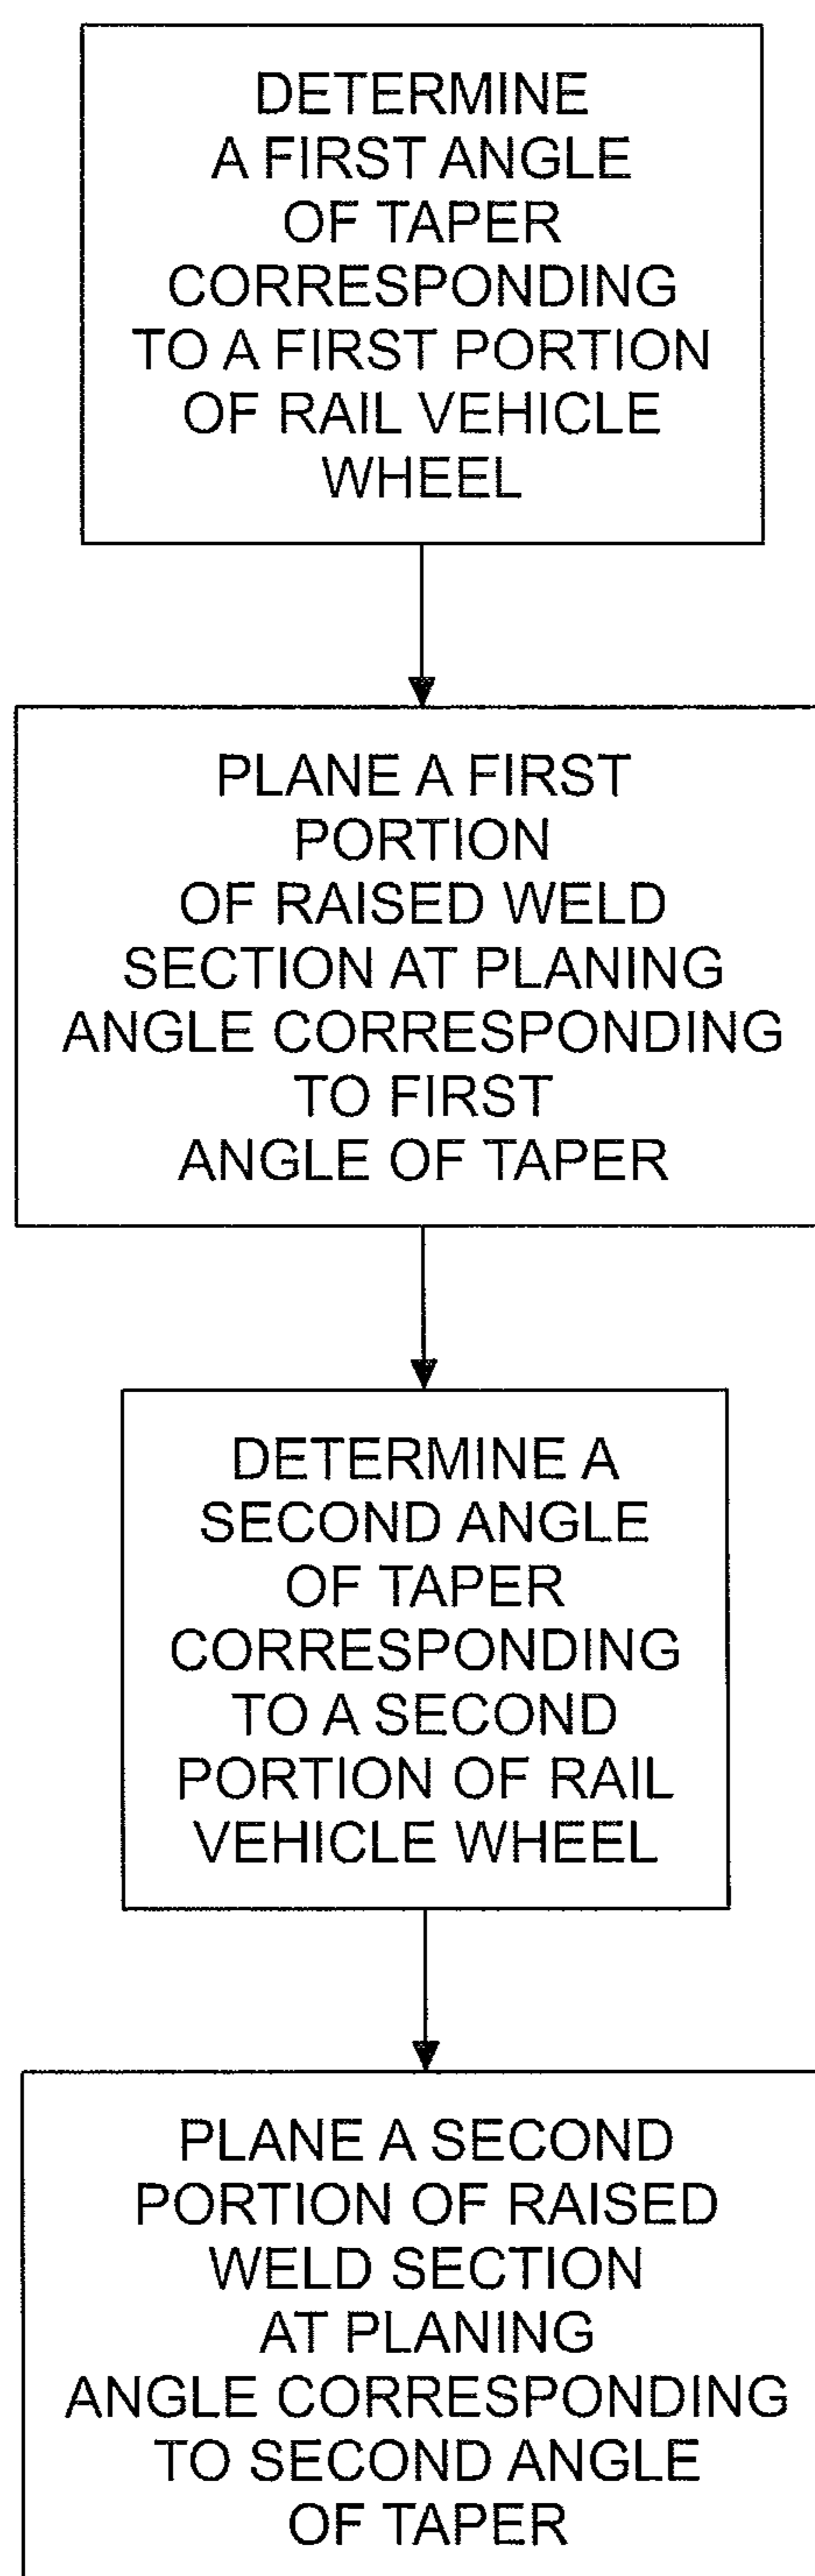 DETERMINE
A FIRST ANGLE
OF TAPER
CORRESPONDING
TO A FIRST PORTION
OF RAIL VEHICLE
WHEEL
PLANE A FIRST
PORTION
OF RAISED WELD
SECTION AT PLANING
ANGLE CORRESPONDING
TO FIRST
ANGLE OF TAPER
DETERMINE A
SECOND ANGLE
OF TAPER
CORRESPONDING
TO A SECOND
PORTION OF RAIL
VEHICLE WHEEL
PLANE A SECOND
PORTION OF RAISED
WELD SECTION
AT PLANING
ANGLE CORRESPONDING
TO SECOND ANGLE
OF TAPER